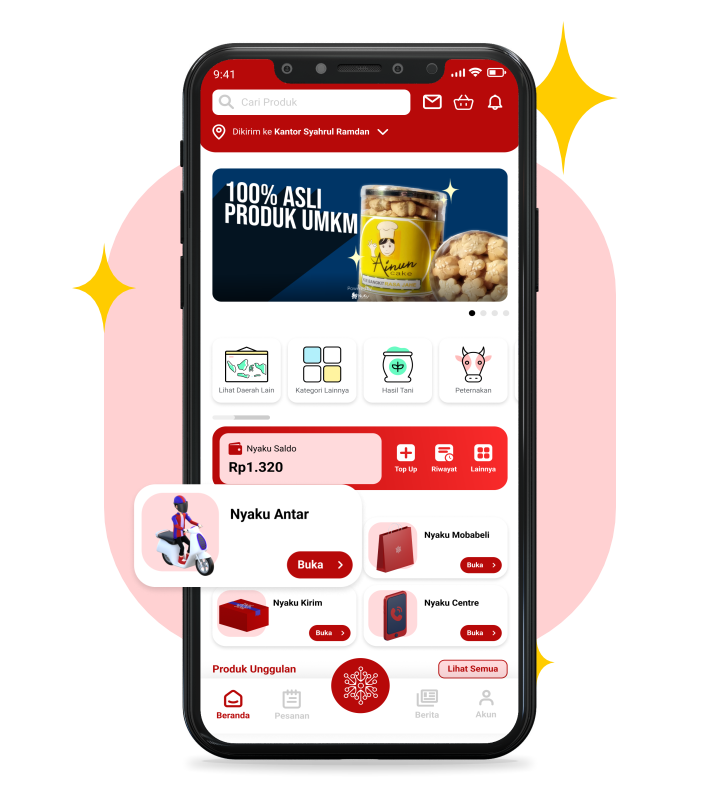 9:41
Cari Produk
Dikirim ke Kantor Syahrul Ramdan
100% ASLI
PRODUK UMKM
Ainun
cake
Lihat Daerah Lain
Kategori Lainnya
Hasil Tani
Peternakan
Nyaku Saldo
Rp1.320
Top Up
Riwayat
Lainnya
Nyaku Antar
Buka
Nyaku Mobabeli
Buka
Nyaku Kirim
Buka
Nyaku Centre
Buka
Produk Unggulan
Lihat Semua
Beranda
Pesanan
Berita
Akun